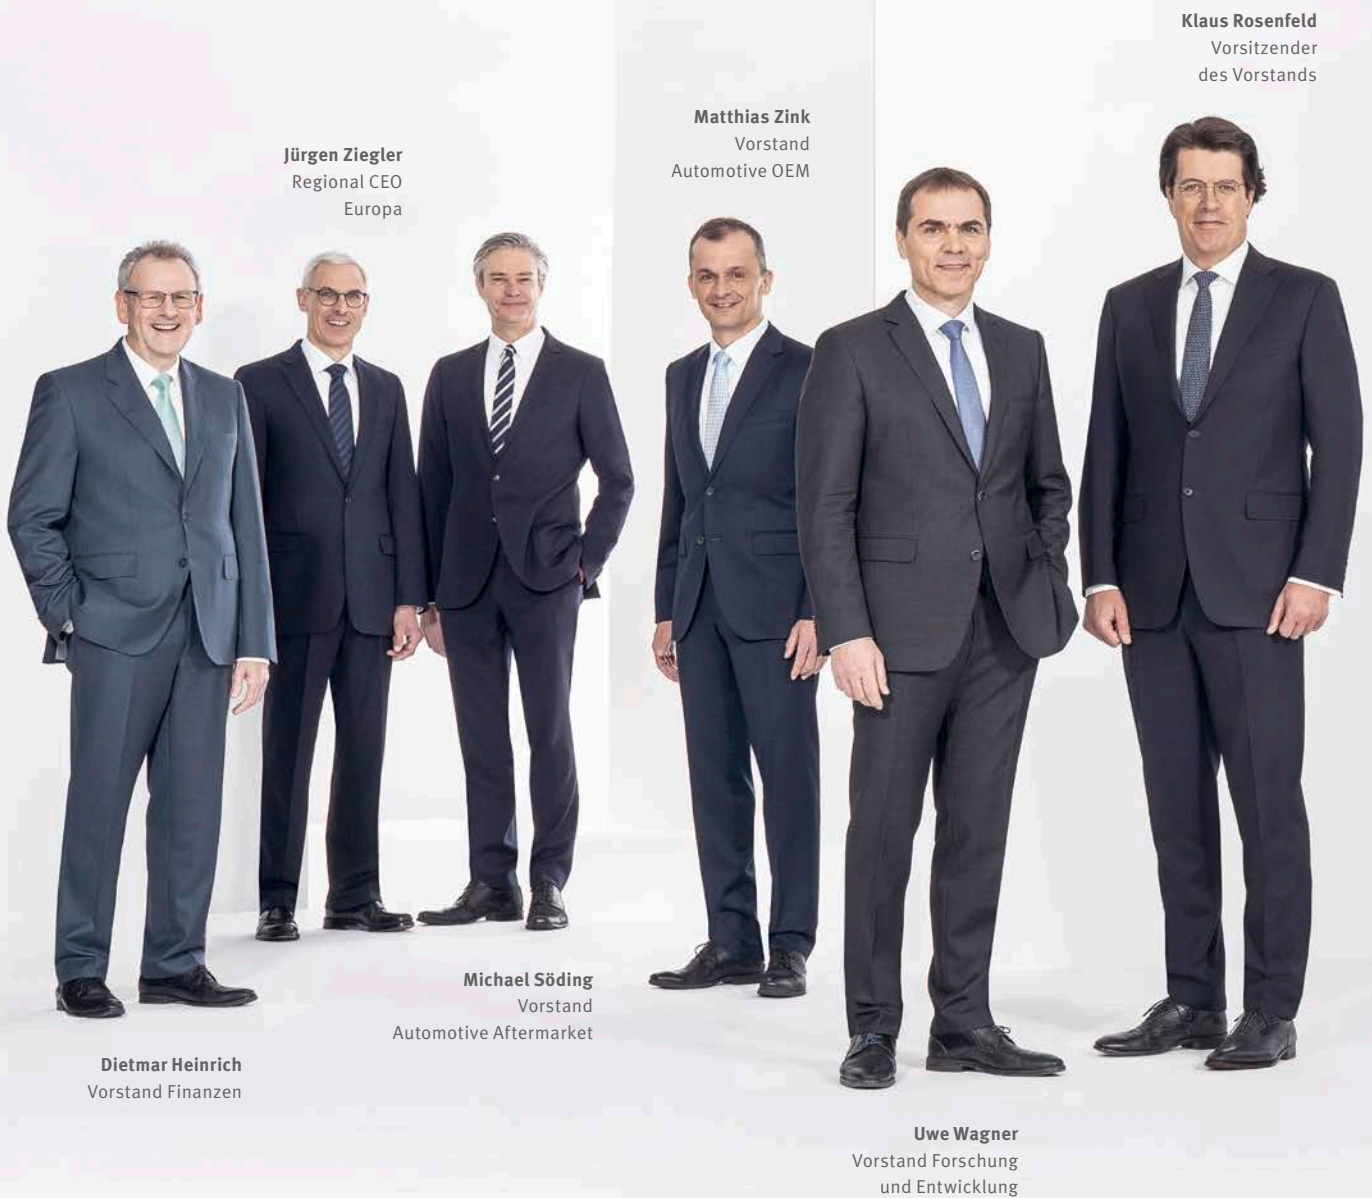 Klaus Rosenfeld
Vorsitzender
des Vorstands
Matthias Zink
Vorstand
Automotive OEM
Jürgen Ziegler
Regional CEO
Europa
Michael Söding
Vorstand
Automotive Aftermarket
Dietmar Heinrich
Vorstand Finanzen
Uwe Wagner
Vorstand Forschung
und Entwicklung